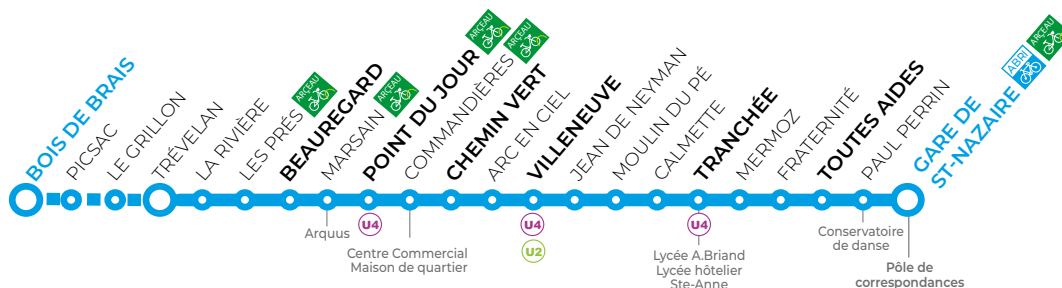 BOIS DE BRAIS
PICSAC
LE GRILLON
TRÉVELAN
LA RIVIÈRE
LES PRÉS
ARCEAU
BEAUREGARD
MARSAIN
ARCEAU
POINT DU JOUR
ARCEAU
COMMANDIÈRES
ARCEAU
CHEMIN VERT
ARC EN CIEL
VILLENEUVE
JEAN DE NEYMAN
MOULIN DU PÉ
CALMETTE
TRANCHÉE
MERMOZ
FRATERNITÉ
TOUTES AIDES
PAUL PERRIN
GARE DE
ST-NAZAIRE
ABRI
ARCEAU
Arquus
U4
Centre Commercial
Maison de quartier
U4
U2
U4
Lycée A.Briand
Lycée hôtelier
Ste-Anne
Conservatoire
de danse
Pôle de
correspondances